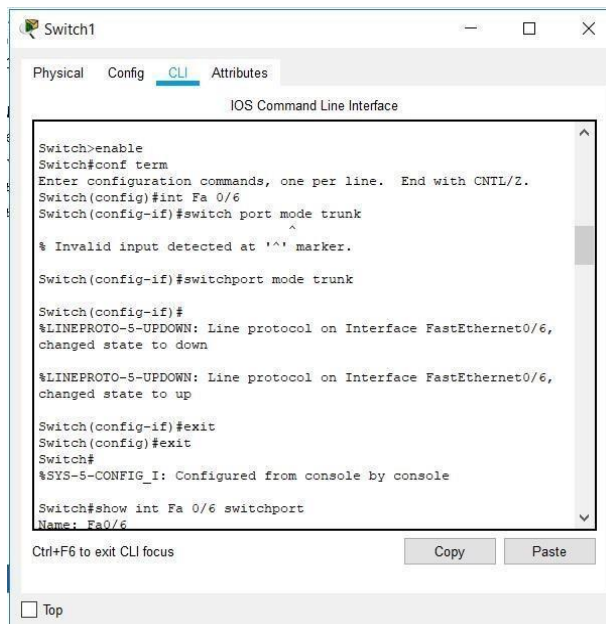 Switch1
Physical Config CLI Attributes
IOS Command Line Interface
Switch>enable
Switch#conf term
Enter configuration commands, one per line. End with CNTL/Z.
Switch(config)#int Fa 0/6
Switch(config-if)#switch port mode trunk
^
% Invalid input detected at '^' marker.
Switch(config-if)#switchport mode trunk
Switch(config-if)#
%LINEPROTO-5-UPDOWN: Line protocol on Interface FastEthernet0/6,
changed state to down
%LINEPROTO-5-UPDOWN: Line protocol on Interface FastEthernet0/6,
changed state to up
Switch(config-if)#exit
Switch(config)#exit
Switch#
%SYS-5-CONFIG_I: Configured from console by console
Switch#show int Fa 0/6 switchport
Name: Fa0/6
Ctrl+F6 to exit CLI focus
Copy Paste
Top